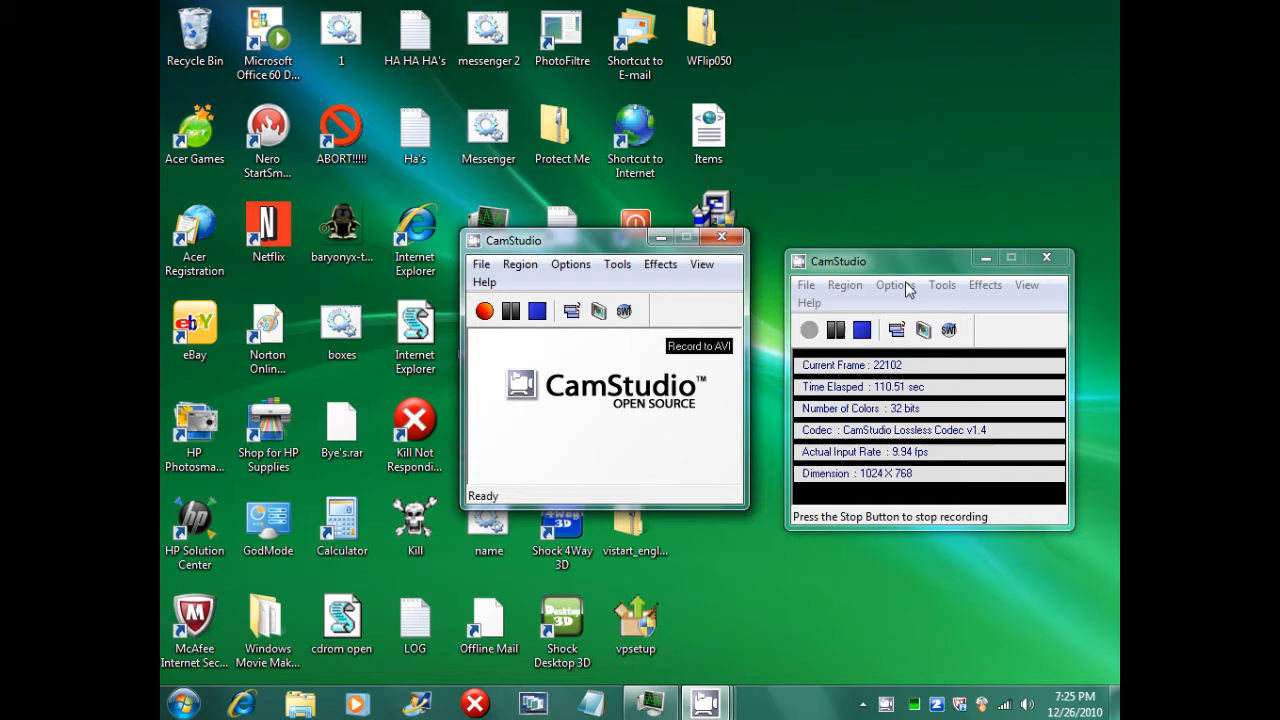 Recycle Bin
Microsoft
Office 60 D...
1
HA HA HA's
messenger 2
PhotoFiltre
Shortcut to
E-mail
WFlip050
Acer Games
Nero
StartSm...
ABORT!!!!!
Ha's
Messenger
Protect Me
Shortcut to
Internet
Items
Acer
Registration
Netflix
baryonyx-t...
Internet
Explorer
eBay
Norton
Online...
boxes
Internet
Explorer
HP
Photosma...
Shop for HP
Supplies
Bye's.rar
Kill Not
Respondi...
HP Solution
Center
GodMode
Calculator
Kill
name
4Way
3D
Shock 4Way
3D
vistart_engl...
McAfee
Internet Sec...
Windows
Movie Mak...
cdrom open
LOG
Offline Mail
Desktop
3D
Shock
Desktop 3D
vpsetup
CamStudio
File Region Options Tools Effects View
Help
Record to AVI
CamStudio™
OPEN SOURCE
Ready
CamStudio
File Region Options Tools Effects View
Help
Current Frame : 22102
Time Elasped : 110.51 sec
Number of Colors : 32 bits
Codec : CamStudio Lossless Codec v1.4
Actual Input Rate : 9.94 fps
Dimension : 1024 X 768
Press the Stop Button to stop recording
7:25 PM
12/26/2010